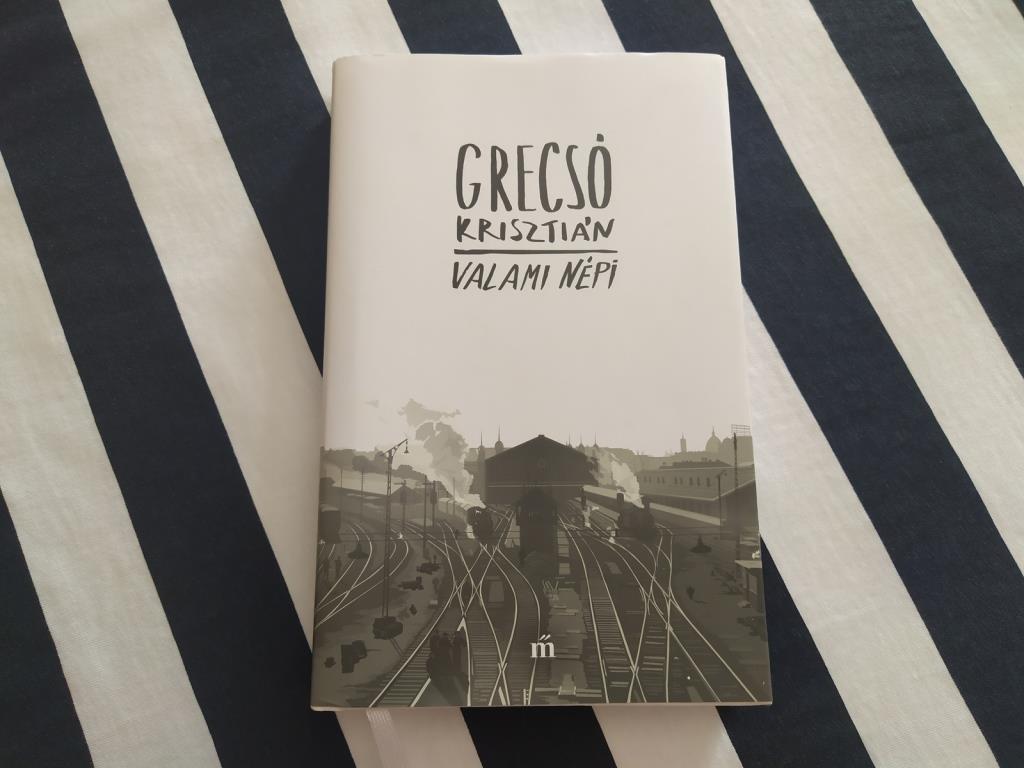 GRECSÓ
KRISZTIÁN
VALAMI NÉPI
m̋